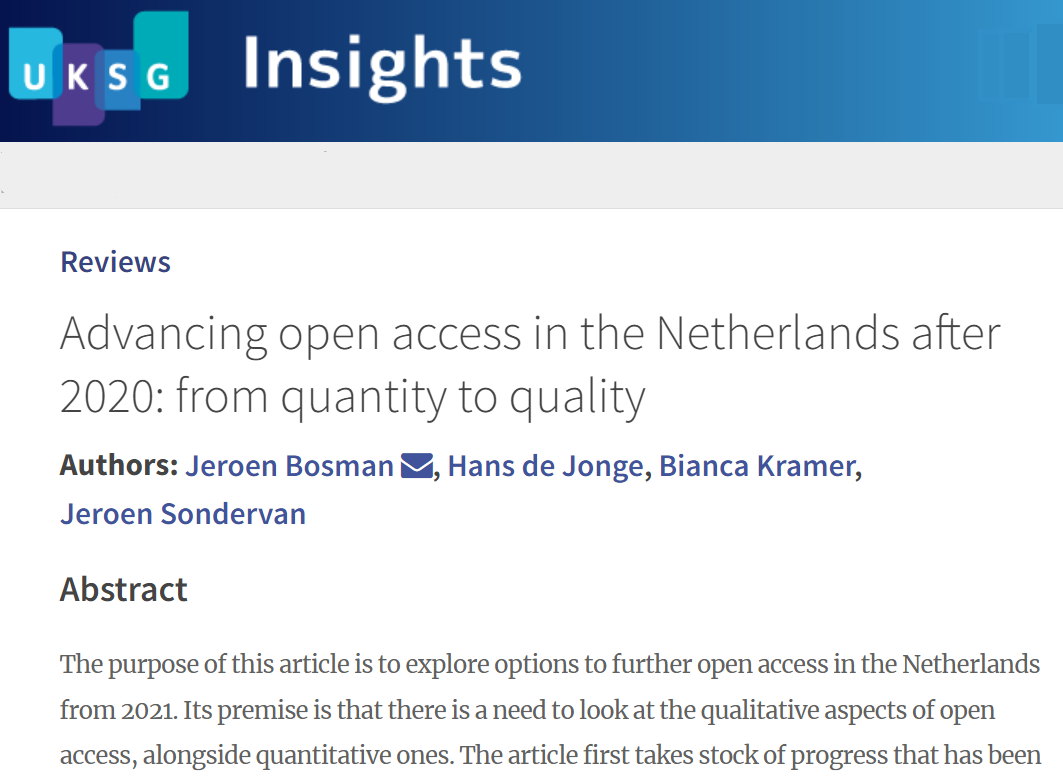 UKSG Insights
Reviews
Advancing open access in the Netherlands after
2020: from quantity to quality
Authors: Jeroen Bosman , Hans de Jonge, Bianca Kramer,
Jeroen Sondervan
Abstract
The purpose of this article is to explore options to further open access in the Netherlands
from 2021. Its premise is that there is a need to look at the qualitative aspects of open
access, alongside quantitative ones. The article first takes stock of progress that has been